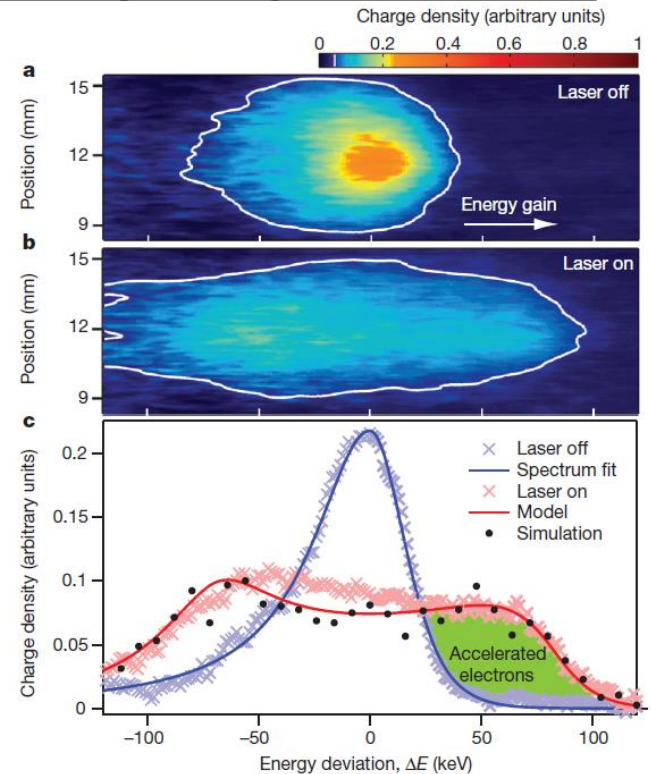 Charge density (arbitrary units)
0 0.2 0.4 0.6 0.8 1
a
Laser off
15
12
9
Position (mm)
Energy gain
b
Laser on
15
12
9
Position (mm)
c
0.2
0.15
0.1
0.05
0
Charge density (arbitrary units)
Laser off
Spectrum fit
Laser on
Model
Simulation
Accelerated
electrons
−100 −50 0 50 100
Energy deviation, ΔE (keV)